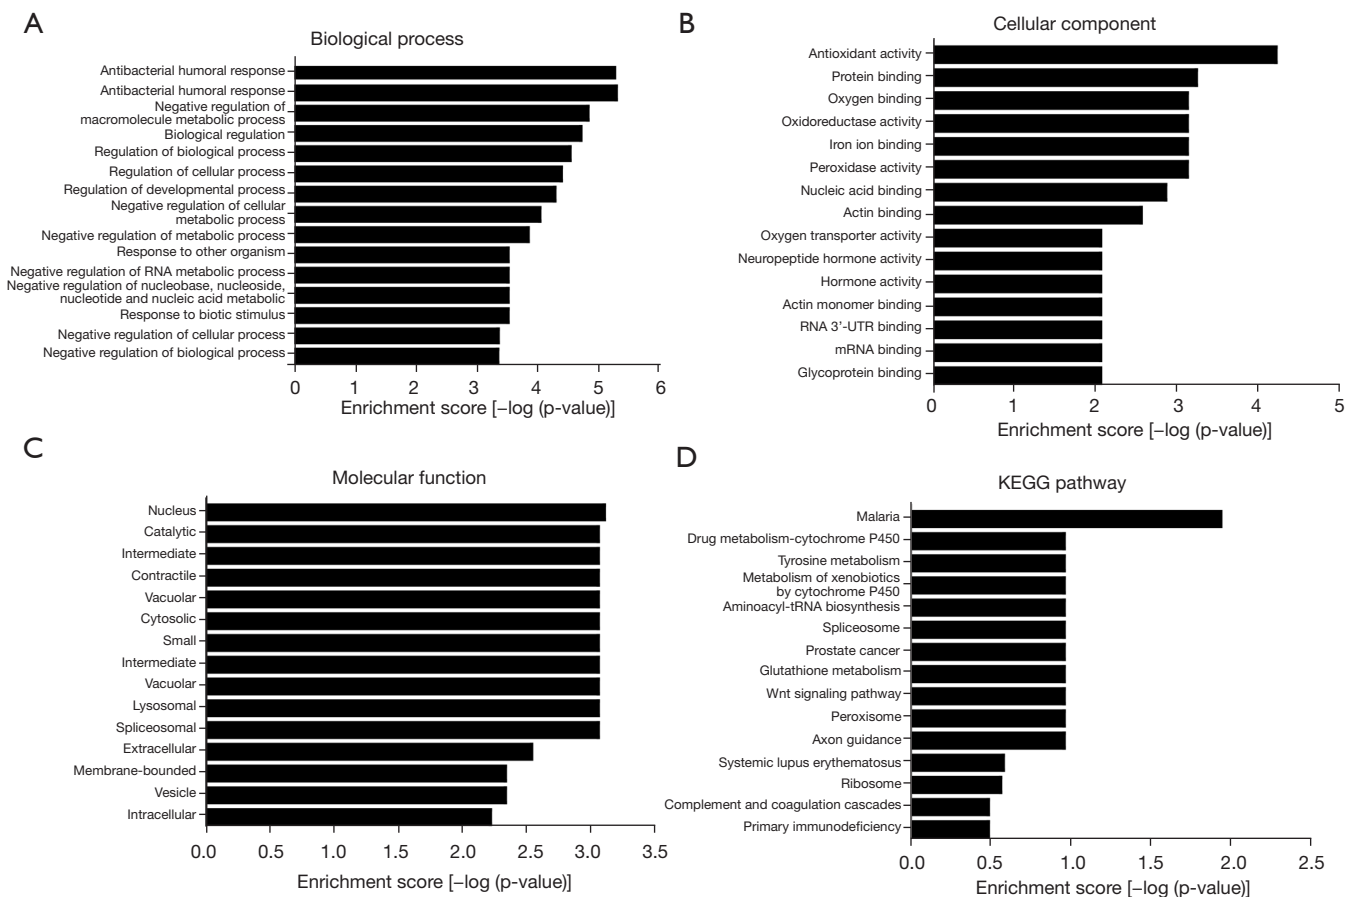 A
Biological process
Antibacterial humoral response
Antibacterial humoral response
Negative regulation of
macromolecule metabolic process
Biological regulation
Regulation of biological process
Regulation of cellular process
Regulation of developmental process
Negative regulation of cellular
metabolic process
Negative regulation of metabolic process
Response to other organism
Negative regulation of RNA metabolic process
Negative regulation of nucleobase, nucleoside,
nucleotide and nucleic acid metabolic
Response to biotic stimulus
Negative regulation of cellular process
Negative regulation of biological process
0 1 2 3 4 5 6
Enrichment score [−log (p-value)]
B
Cellular component
Antioxidant activity
Protein binding
Oxygen binding
Oxidoreductase activity
Iron ion binding
Peroxidase activity
Nucleic acid binding
Actin binding
Oxygen transporter activity
Neuropeptide hormone activity
Hormone activity
Actin monomer binding
RNA 3'-UTR binding
mRNA binding
Glycoprotein binding
0 1 2 3 4 5
Enrichment score [−log (p-value)]
C
Molecular function
Nucleus
Catalytic
Intermediate
Contractile
Vacuolar
Cytosolic
Small
Intermediate
Vacuolar
Lysosomal
Spliceosomal
Extracellular
Membrane-bounded
Vesicle
Intracellular
0.0 0.5 1.0 1.5 2.0 2.5 3.0 3.5
Enrichment score [−log (p-value)]
D
KEGG pathway
Malaria
Drug metabolism-cytochrome P450
Tyrosine metabolism
Metabolism of xenobiotics
by cytochrome P450
Aminoacyl-tRNA biosynthesis
Spliceosome
Prostate cancer
Glutathione metabolism
Wnt signaling pathway
Peroxisome
Axon guidance
Systemic lupus erythematosus
Ribosome
Complement and coagulation cascades
Primary immunodeficiency
0.0 0.5 1.0 1.5 2.0 2.5
Enrichment score [−log (p-value)]